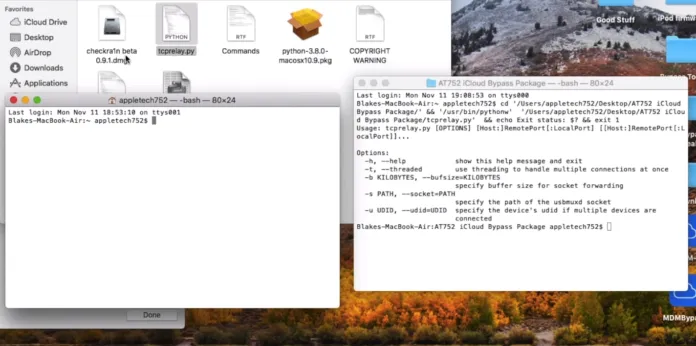 Favorites
iCloud Drive
Desktop
AirDrop
Downloads
Applications
PYTHON
RTF
RTF
checkra1n beta
0.9.1.dmg
tcprelay.py
Commands
python-3.8.0-
macosx10.9.pkg
COPYRIGHT
WARNING
Good Stuff
iPod firmw
appletech752 — -bash — 80×24
Last login: Mon Nov 11 18:53:10 on ttys001
Blakes-MacBook-Air:~ appletech752$
Done
AT752 iCloud Bypass Package — -bash — 80×24
Last login: Mon Nov 11 19:08:53 on ttys000
Blakes-MacBook-Air:~ appletech752$ cd '/Users/appletech752/Desktop/AT752 iCloud
Bypass Package/' && '/usr/bin/pythonw'  '/Users/appletech752/Desktop/AT752 iClou
d Bypass Package/tcprelay.py'  && echo Exit status: $? && exit 1
Usage: tcprelay.py [OPTIONS] [Host:]RemotePort[:LocalPort] [[Host:]RemotePort[:L
ocalPort]]...
Options:
-h, --help show this help message and exit
-t, --threaded use threading to handle multiple connections at once
-b KILOBYTES, --bufsize=KILOBYTES
specify buffer size for socket forwarding
-s PATH, --socket=PATH
specify the path of the usbmuxd socket
-u UDID, --udid=UDID specify the device's udid if multiple devices are
connected
Blakes-MacBook-Air:AT752 iCloud Bypass Package appletech752$
MDMBypa